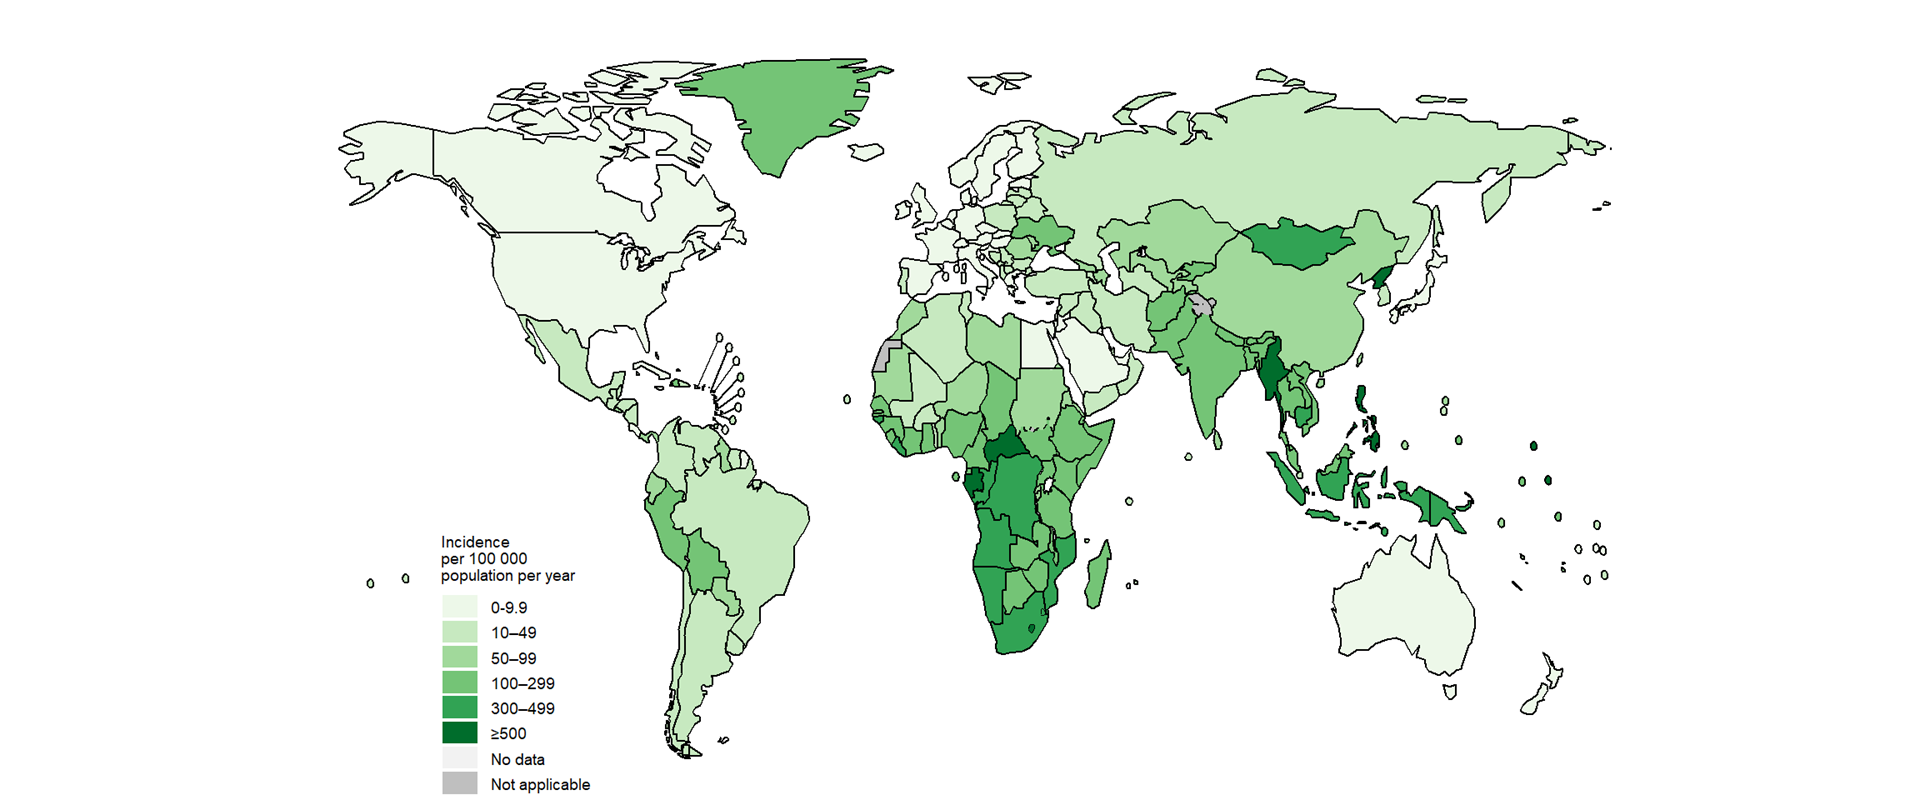 Incidence
per 100 000
population per year
0-9.9
10–49
50–99
100–299
300–499
≥500
No data
Not applicable